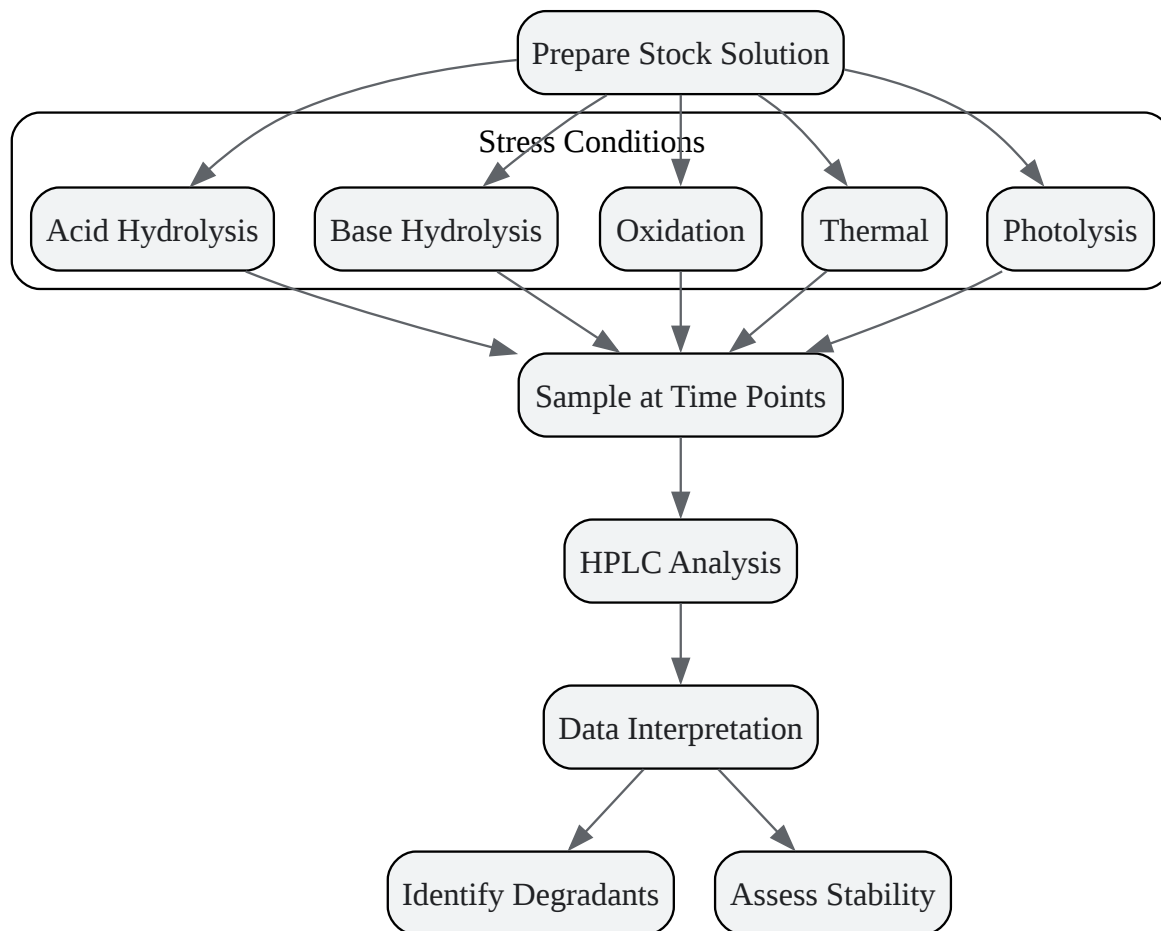 Prepare Stock Solution
Stress Conditions
Acid Hydrolysis
Base Hydrolysis
Oxidation
Thermal
Photolysis
Sample at Time Points
HPLC Analysis
Data Interpretation
Identify Degradants
Assess Stability